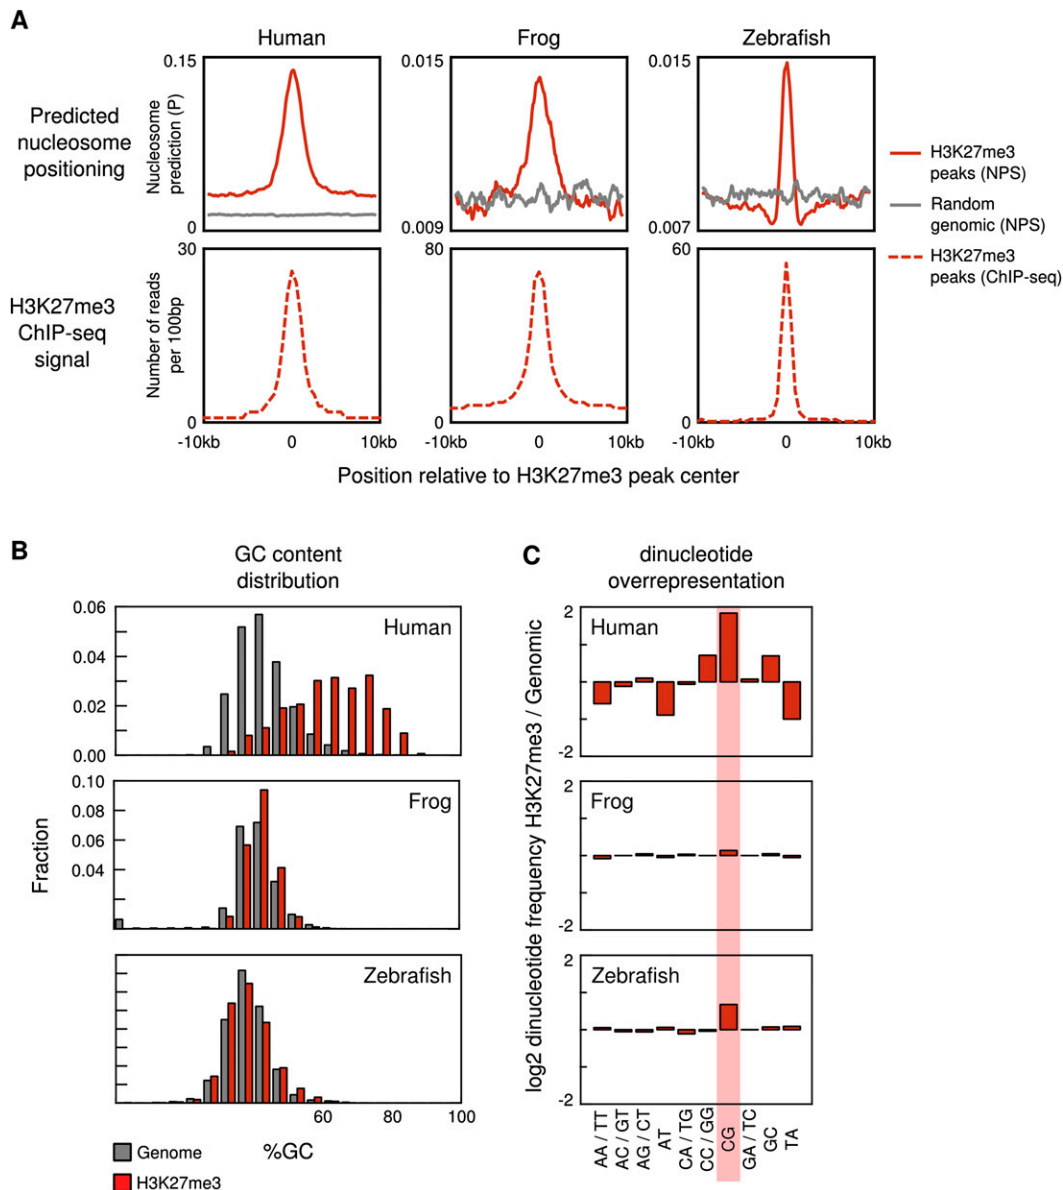 A
Human
Frog
Zebrafish
Predicted
nucleosome
positioning
Nucleosome
prediction (P)
0.15
0
0.015
0.009
0.015
0.007
H3K27me3
peaks (NPS)
Random
genomic (NPS)
H3K27me3
peaks (ChIP-seq)
H3K27me3
ChIP-seq
signal
Number of reads
per 100bp
30
0
80
0
60
0
-10kb 0 10kb
0 10kb
-10kb 0 10kb
Position relative to H3K27me3 peak center
B
GC content
distribution
Fraction
Human
0.06
0.04
0.02
0.00
Frog
0.10
0.08
0.06
0.04
Zebrafish
60 80 100
%GC
Genome
H3K27me3
C
dinucleotide
overrepresentation
log2 dinucleotide frequency H3K27me3 / Genomic
2
Human
-2
2
Frog
-2
2
Zebrafish
-2
AA / TT
AC / GT
AG / CT
AT
CA / TG
CC / GG
CG
GA / TC
GC
TA